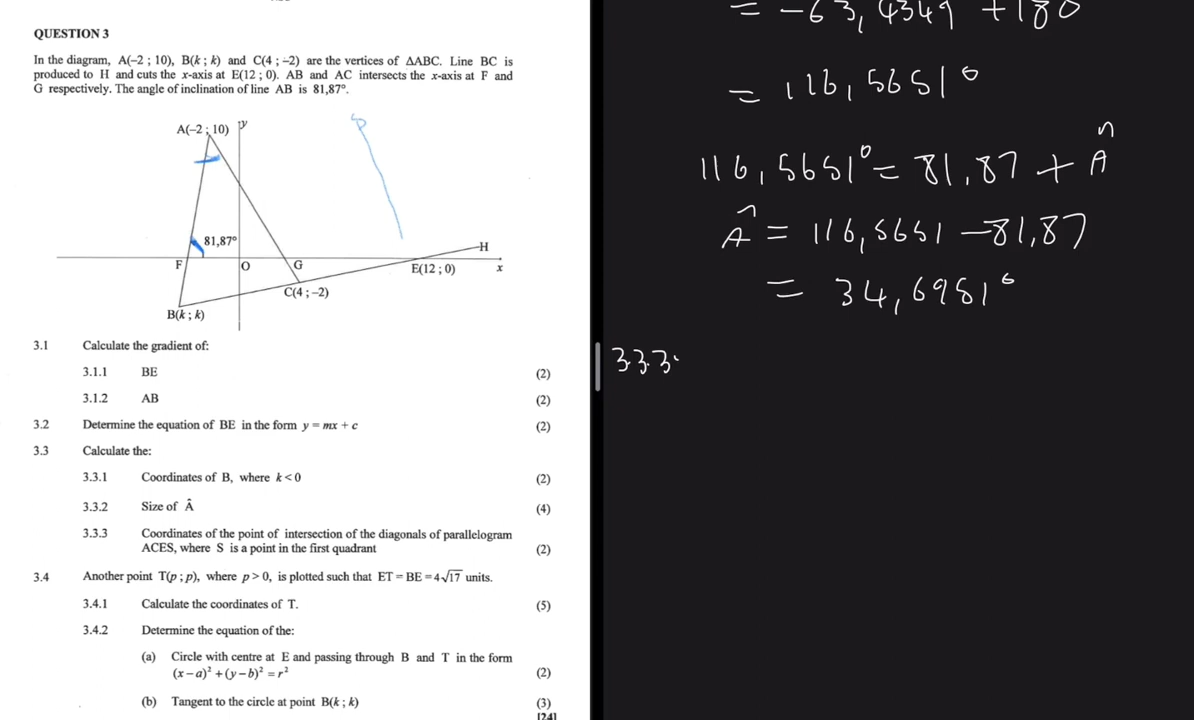 QUESTION 3
In the diagram, A(−2 ; 10), B(k ; k) and C(4 ; −2) are the vertices of ΔABC. Line BC is
produced to H and cuts the x-axis at E(12 ; 0). AB and AC intersects the x-axis at F and
G respectively. The angle of inclination of line AB is 81,87°.
A(−2 ; 10)
y
81,87°
H
F
O
G
E(12 ; 0)
x
C(4 ; −2)
B(k ; k)
3.1 Calculate the gradient of:
3.1.1 BE (2)
3.1.2 AB (2)
3.2 Determine the equation of BE in the form y = mx + c (2)
3.3 Calculate the:
3.3.1 Coordinates of B, where k < 0 (2)
3.3.2 Size of Â (4)
3.3.3 Coordinates of the point of intersection of the diagonals of parallelogram
ACES, where S is a point in the first quadrant (2)
3.4 Another point T(p ; p), where p > 0, is plotted such that ET = BE = 4√17 units.
3.4.1 Calculate the coordinates of T. (5)
3.4.2 Determine the equation of the:
(a) Circle with centre at E and passing through B and T in the form
(x − a)² + (y − b)² = r² (2)
(b) Tangent to the circle at point B(k ; k) (3)
[24]
= −63,4349 + 180
= 116,5651°
116,5651° = 81,87 + Â
Â = 116,5651 − 81,87
= 34,6951°
3.3.3.